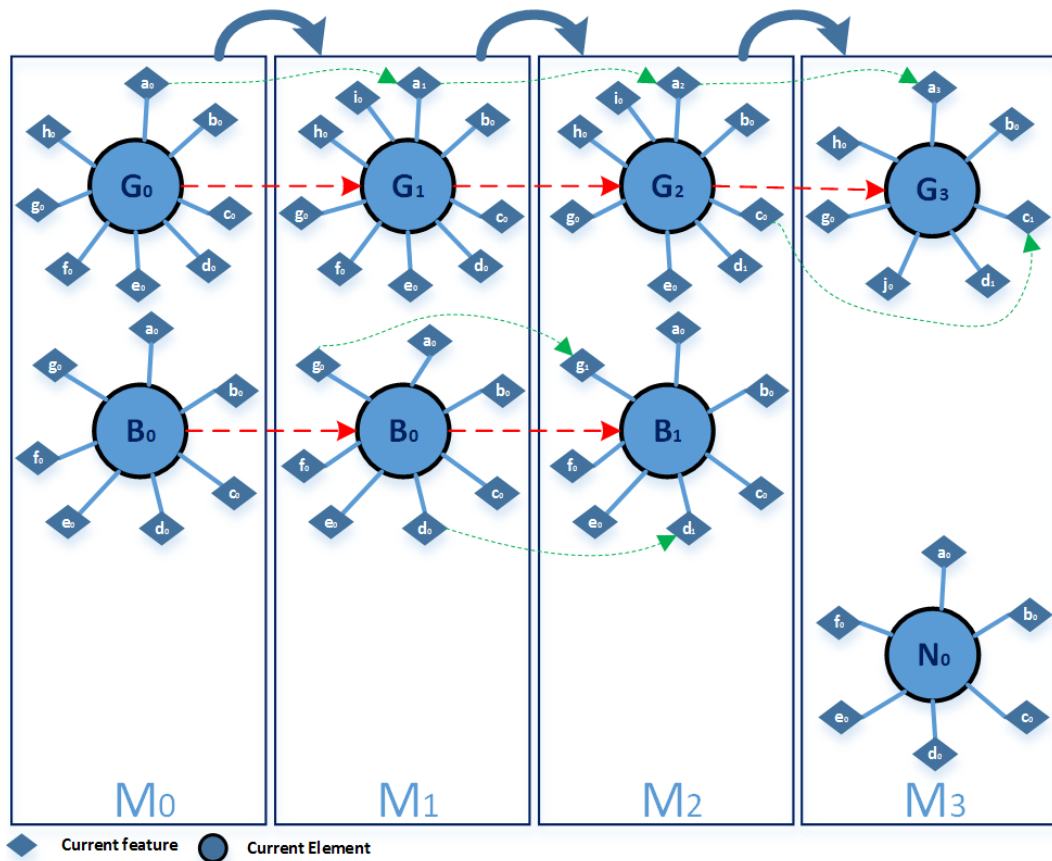 a₀
h₀
b₀
G₀
g₀
c₀
f₀
d₀
e₀
a₀
g₀
b₀
B₀
f₀
c₀
e₀
d₀
M₀
i₀
a₁
h₀
b₀
G₁
g₀
c₀
f₀
d₀
e₀
g₀
a₀
b₀
B₀
f₀
c₀
e₀
d₀
M₁
i₀
a₂
h₀
b₀
G₂
g₀
c₀
d₁
e₀
a₀
g₁
b₀
B₁
f₀
c₀
e₀
d₁
M₂
a₃
h₀
b₀
G₃
g₀
c₁
j₀
d₁
a₀
f₀
b₀
N₀
e₀
c₀
d₀
M₃
Current feature
Current Element